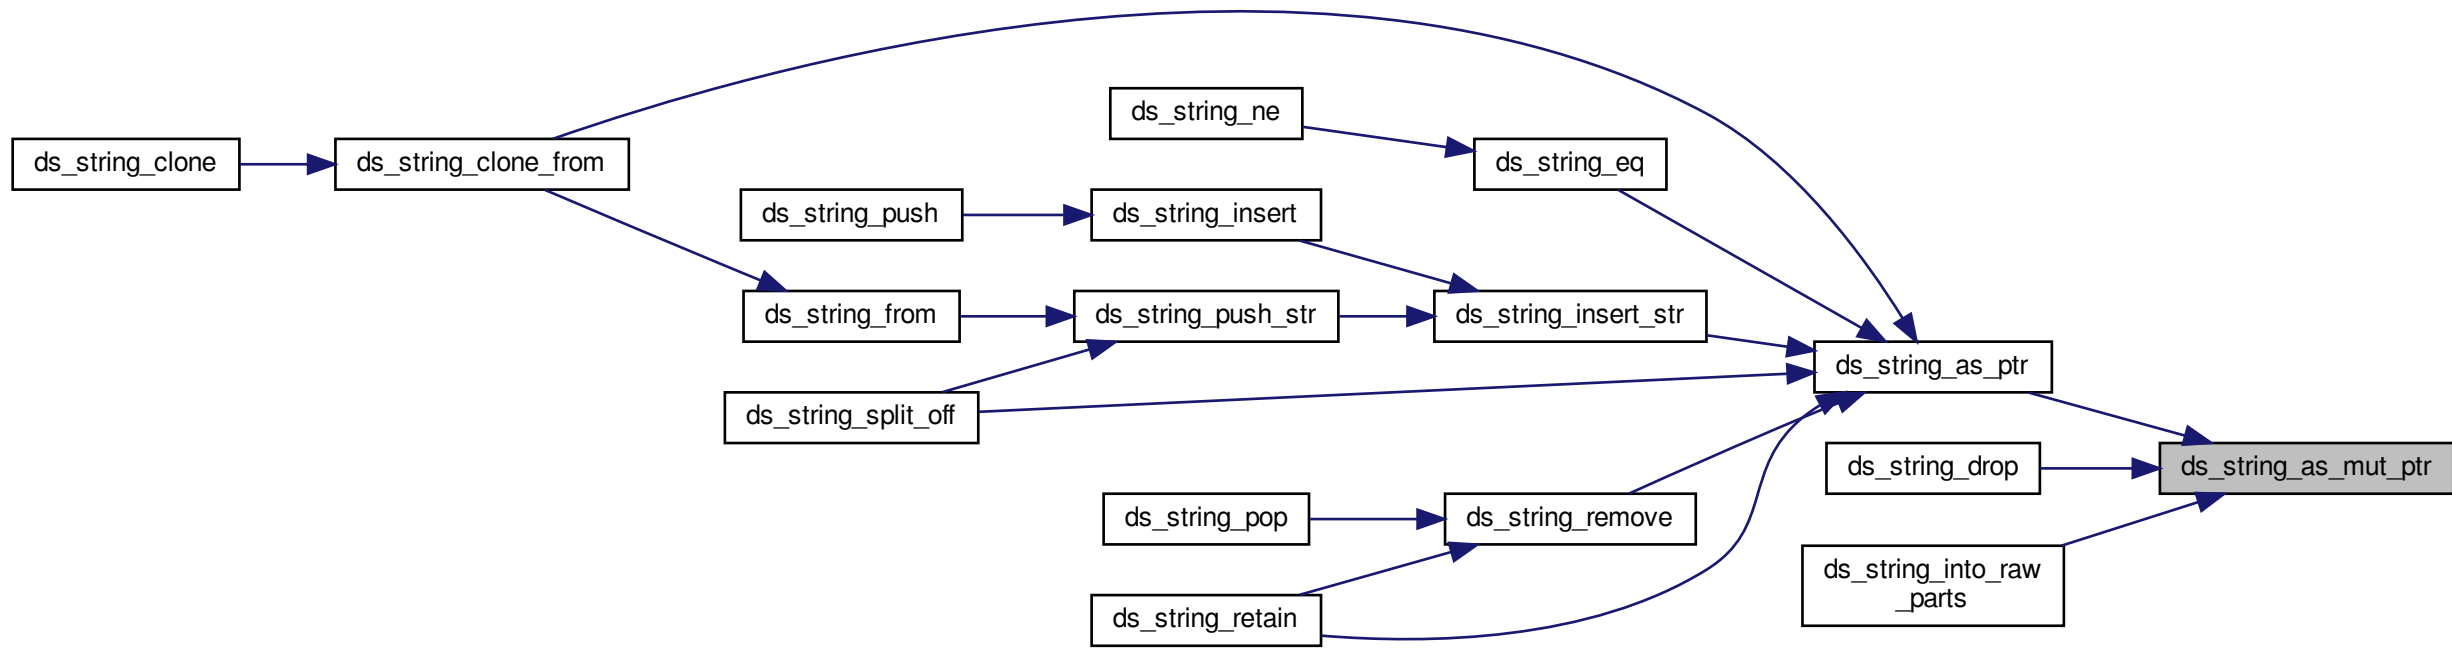 ds_string_ne
ds_string_clone
ds_string_clone_from
ds_string_eq
ds_string_push
ds_string_insert
ds_string_from
ds_string_push_str
ds_string_insert_str
ds_string_as_ptr
ds_string_split_off
ds_string_drop
ds_string_as_mut_ptr
ds_string_pop
ds_string_remove
ds_string_into_raw
_parts
ds_string_retain